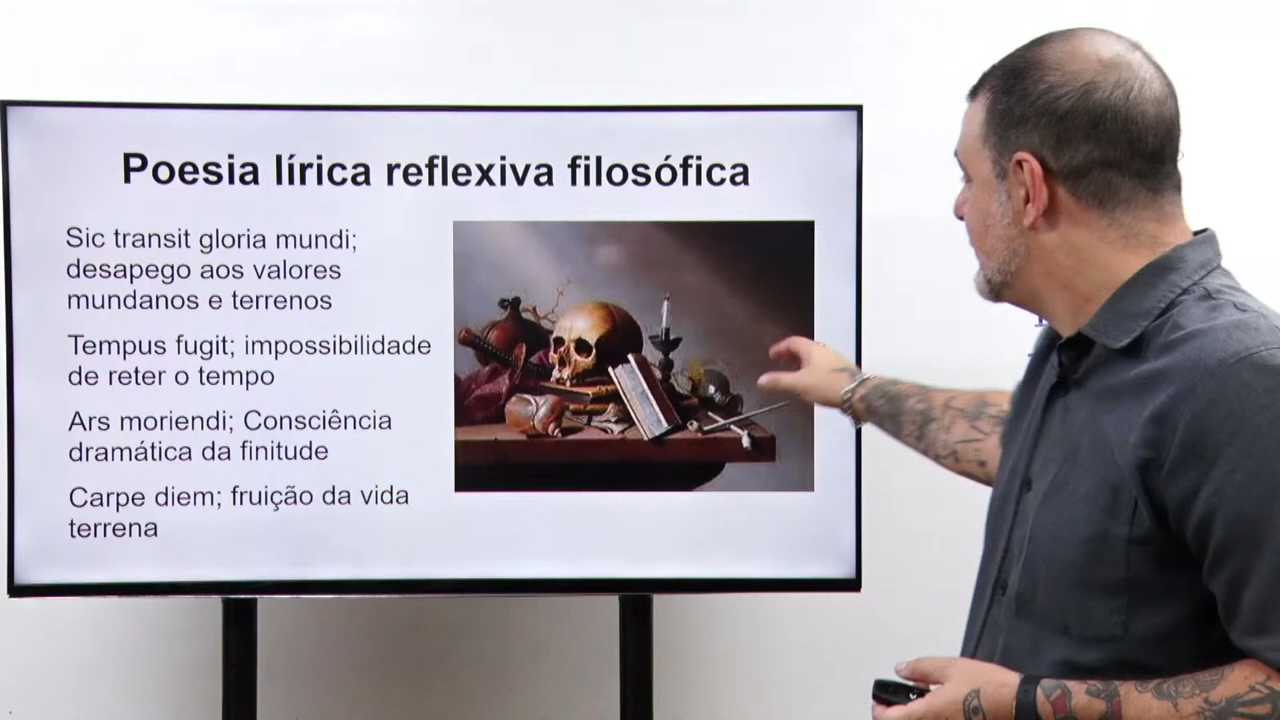 Poesia lírica reflexiva filosófica
Sic transit gloria mundi;
desapego aos valores
mundanos e terrenos
Tempus fugit; impossibilidade
de reter o tempo
Ars moriendi; Consciência
dramática da finitude
Carpe diem; fruição da vida
terrena